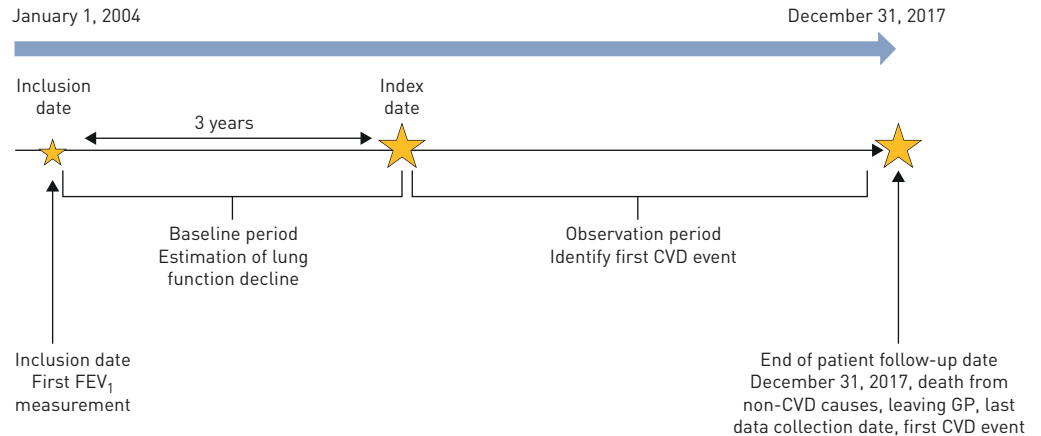 January 1, 2004
December 31, 2017
Inclusion
date
Index
date
3 years
Baseline period
Estimation of lung
function decline
Observation period
Identify first CVD event
Inclusion date
First FEV₁
measurement
End of patient follow-up date
December 31, 2017, death from
non-CVD causes, leaving GP, last
data collection date, first CVD event